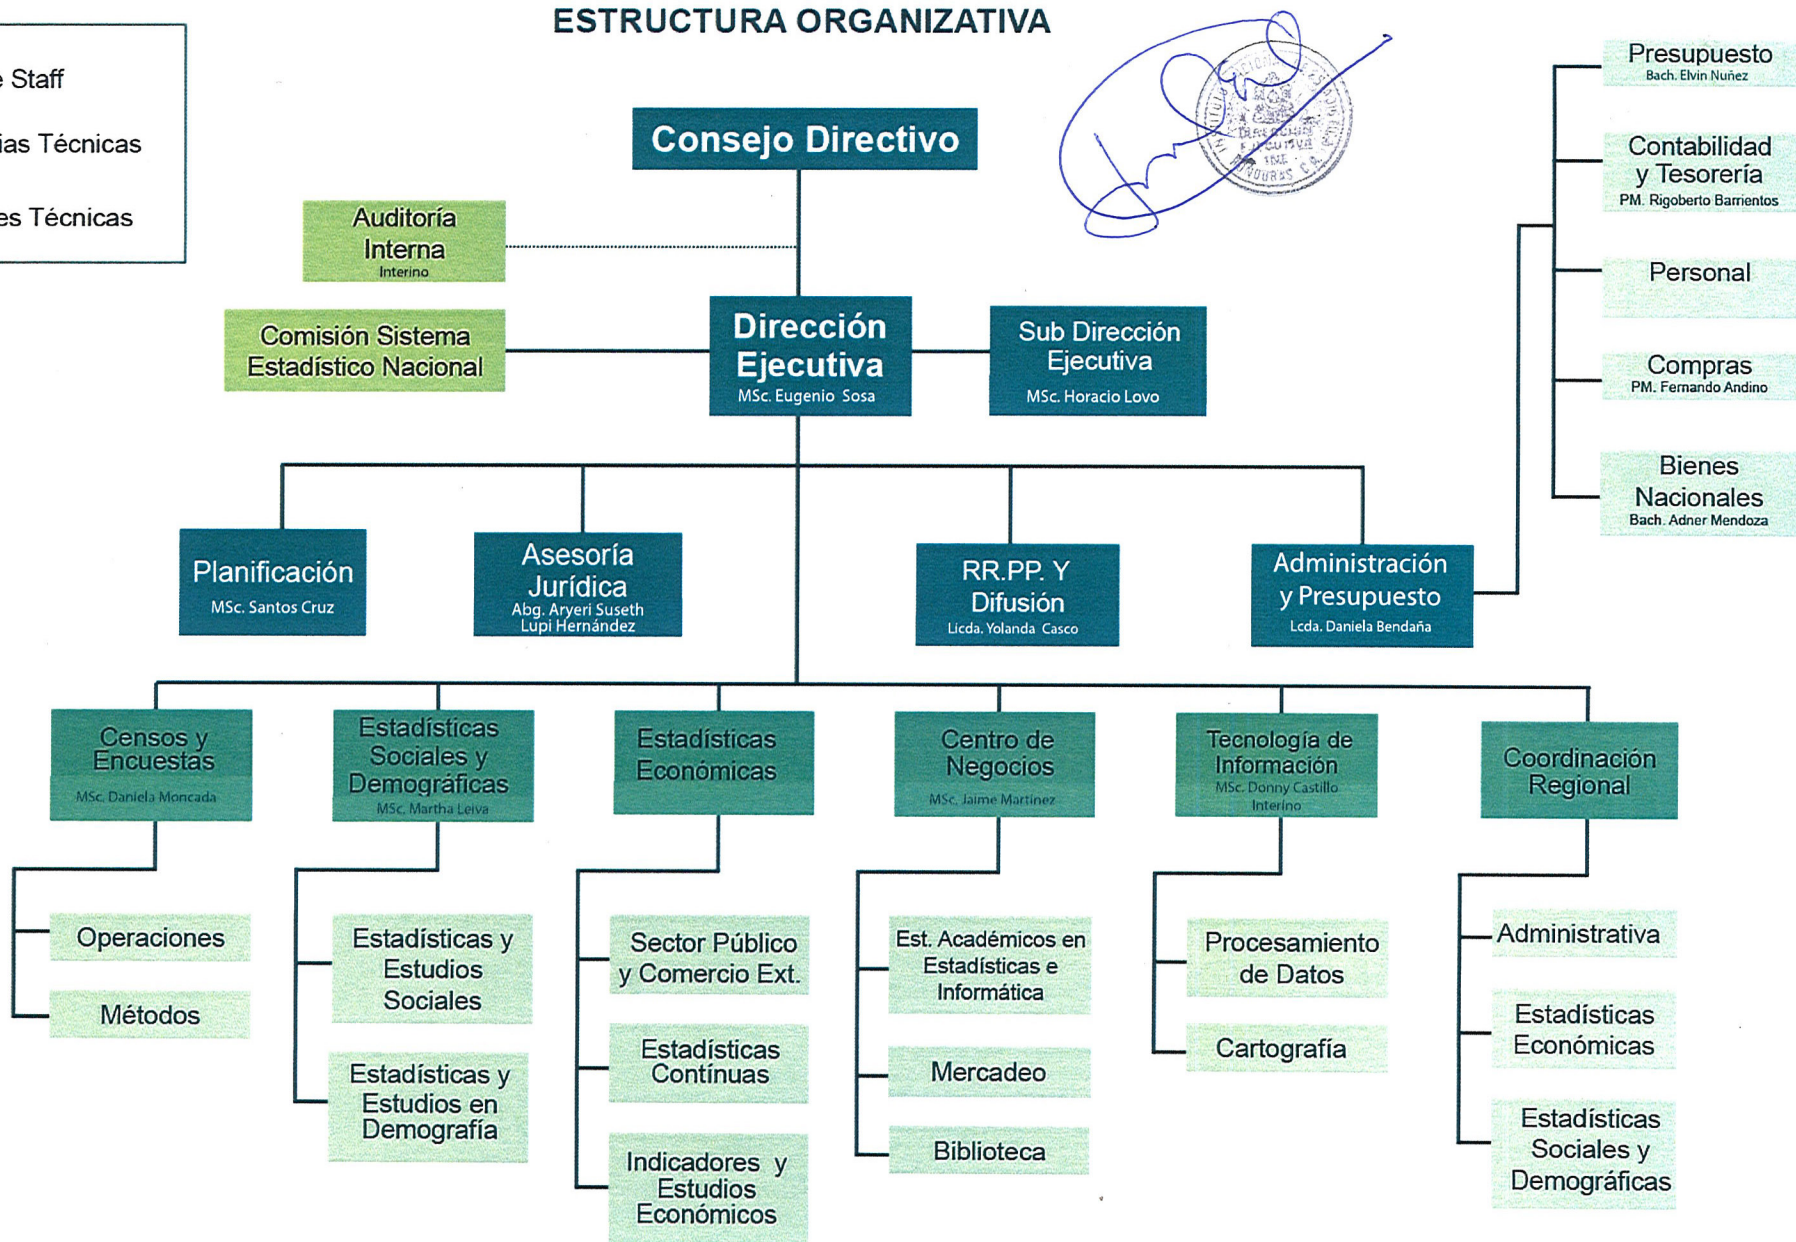 ESTRUCTURA ORGANIZATIVA
e Staff
ias Técnicas
es Técnicas
Consejo Directivo
Auditoría
Interna
Interino
Comisión Sistema
Estadístico Nacional
Dirección
Ejecutiva
MSc. Eugenio Sosa
Sub Dirección
Ejecutiva
MSc. Horacio Lovo
Presupuesto
Bach. Elvin Nuñez
Contabilidad
y Tesorería
PM. Rigoberto Barrientos
Personal
Compras
PM. Fernando Andino
Bienes
Nacionales
Bach. Adner Mendoza
Planificación
MSc. Santos Cruz
Asesoría
Jurídica
Abg. Aryeri Suseth
Lupi Hernández
RR.PP. Y
Difusión
Licda. Yolanda Casco
Administración
y Presupuesto
Lcda. Daniela Bendaña
Censos y
Encuestas
MSc. Daniela Moncada
Estadísticas
Sociales y
Demográficas
MSc. Martha Leiva
Estadísticas
Económicas
Centro de
Negocios
MSc. Jaime Martinez
Tecnología de
Información
MSc. Donny Castillo
Interino
Coordinación
Regional
Operaciones
Métodos
Estadísticas y
Estudios
Sociales
Estadísticas y
Estudios en
Demografía
Sector Público
y Comercio Ext.
Estadísticas
Contínuas
Indicadores y
Estudios
Económicos
Est. Académicos en
Estadísticas e
Informática
Mercadeo
Biblioteca
Procesamiento
de Datos
Cartografía
Administrativa
Estadísticas
Económicas
Estadísticas
Sociales y
Demográficas